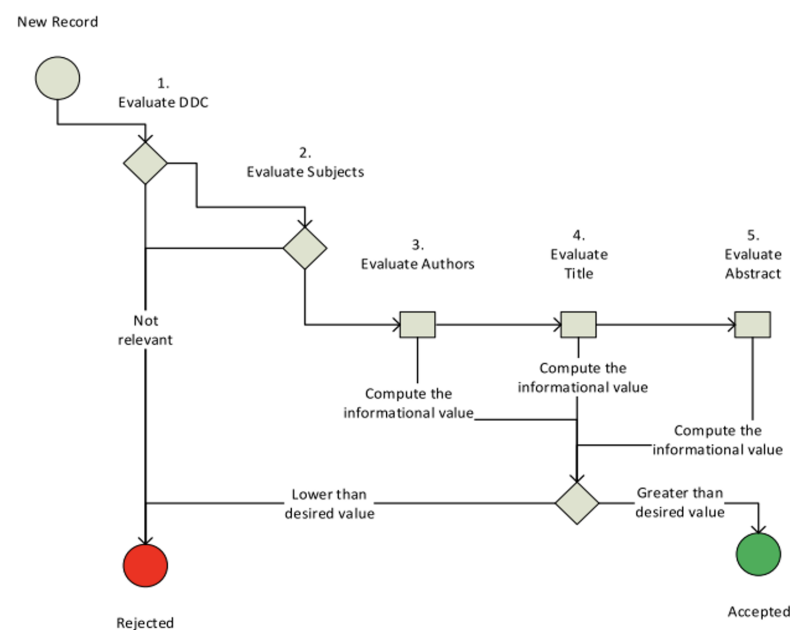 New Record
1.
Evaluate DDC
2.
Evaluate Subjects
3.
Evaluate Authors
4.
Evaluate
Title
5.
Evaluate
Abstract
Not
relevant
Compute the
informational value
Compute the
informational value
Compute the
informational value
Lower than
desired value
Greater than
desired value
Rejected
Accepted